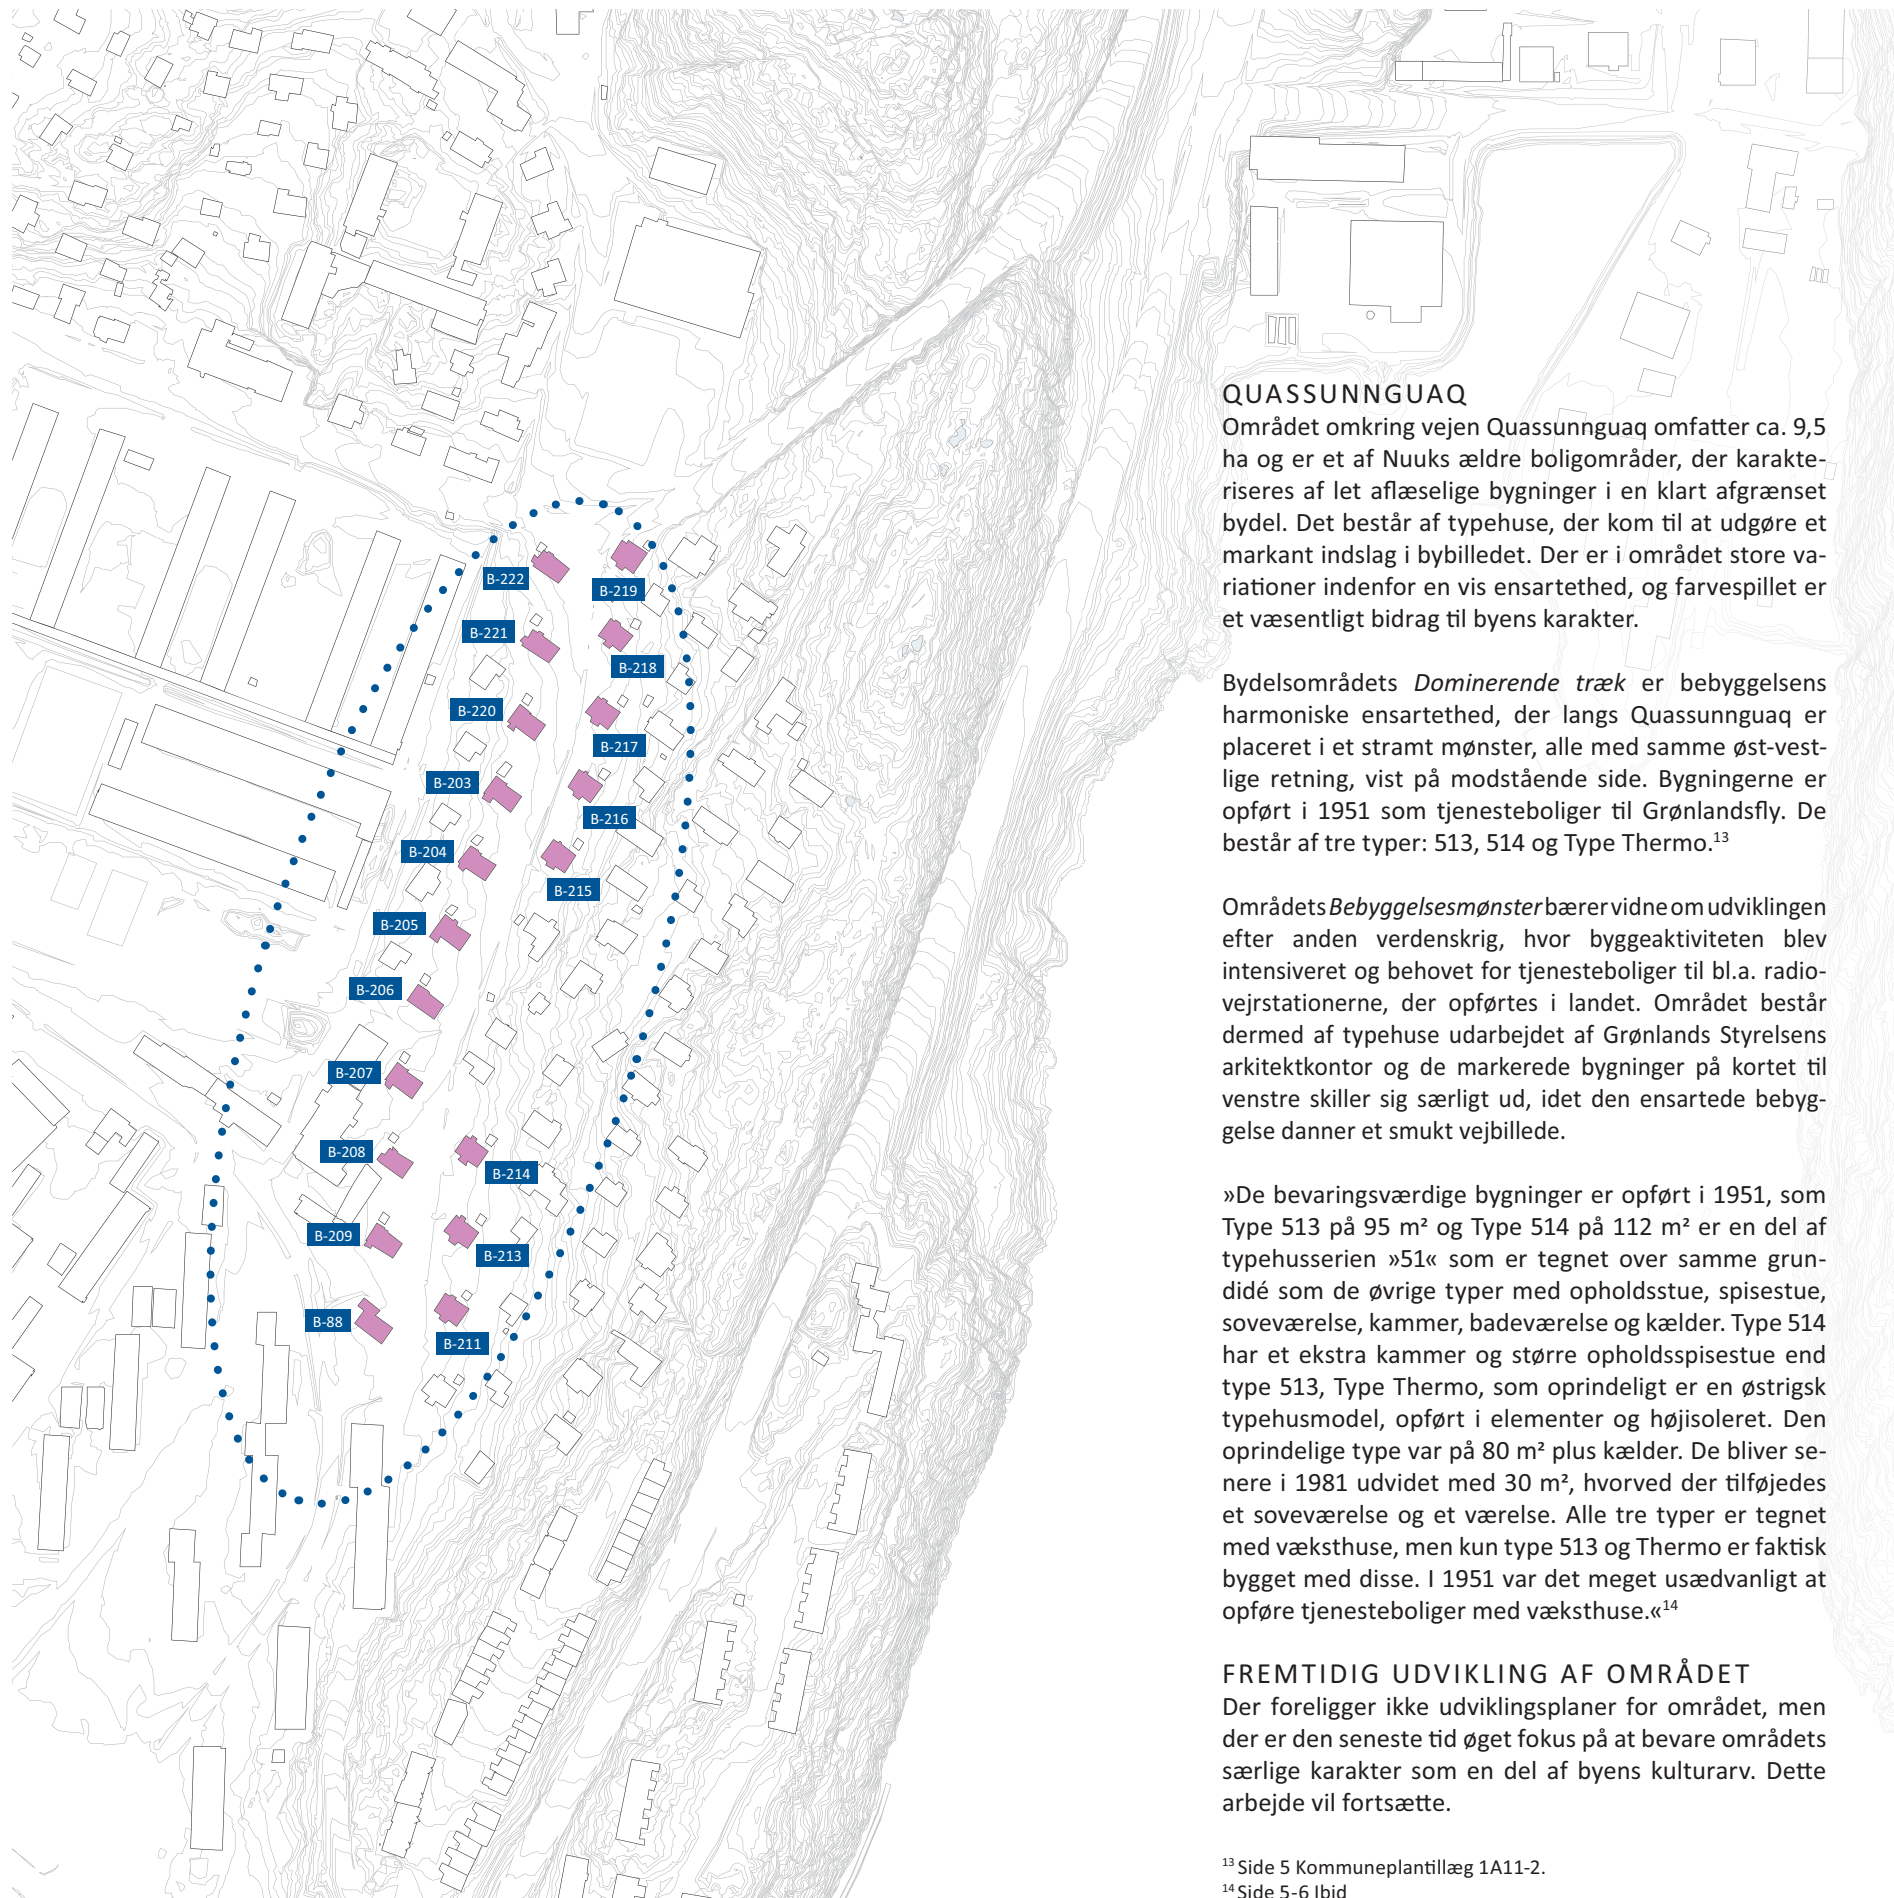 B-222
B-219
B-221
B-218
B-220
B-217
B-203
B-216
B-204
B-215
B-205
B-206
B-207
B-208
B-214
B-209
B-213
B-88
B-211
QUASSUNNGUAQ
Området omkring vejen Quassunnguaq omfatter ca. 9,5
ha og er et af Nuuks ældre boligområder, der karakte-
riseres af let aflæselige bygninger i en klart afgrænset
bydel. Det består af typehuse, der kom til at udgøre et
markant indslag i bybilledet. Der er i området store va-
riationer indenfor en vis ensartethed, og farvespillet er
et væsentligt bidrag til byens karakter.
Bydelsområdets Dominerende træk er bebyggelsens
harmoniske ensartethed, der langs Quassunnguaq er
placeret i et stramt mønster, alle med samme øst-vest-
lige retning, vist på modstående side. Bygningerne er
opført i 1951 som tjenesteboliger til Grønlandsfly. De
består af tre typer: 513, 514 og Type Thermo.13
Områdets Bebyggelsesmønster bærer vidne om udviklingen
efter anden verdenskrig, hvor byggeaktiviteten blev
intensiveret og behovet for tjenesteboliger til bl.a. radio-
vejrstationerne, der opførtes i landet. Området består
dermed af typehuse udarbejdet af Grønlands Styrelsens
arkitektkontor og de markerede bygninger på kortet til
venstre skiller sig særligt ud, idet den ensartede bebyg-
gelse danner et smukt vejbillede.
»De bevaringsværdige bygninger er opført i 1951, som
Type 513 på 95 m² og Type 514 på 112 m² er en del af
typehusserien »51« som er tegnet over samme grun-
didé som de øvrige typer med opholdsstue, spisestue,
soveværelse, kammer, badeværelse og kælder. Type 514
har et ekstra kammer og større opholdsspisestue end
type 513, Type Thermo, som oprindeligt er en østrigsk
typehusmodel, opført i elementer og højisoleret. Den
oprindelige type var på 80 m² plus kælder. De bliver se-
nere i 1981 udvidet med 30 m², hvorved der tilføjedes
et soveværelse og et værelse. Alle tre typer er tegnet
med væksthuse, men kun type 513 og Thermo er faktisk
bygget med disse. I 1951 var det meget usædvanligt at
opføre tjenesteboliger med væksthuse.«14
FREMTIDIG UDVIKLING AF OMRÅDET
Der foreligger ikke udviklingsplaner for området, men
der er den seneste tid øget fokus på at bevare områdets
særlige karakter som en del af byens kulturarv. Dette
arbejde vil fortsætte.
13 Side 5 Kommuneplantillæg 1A11-2.
14 Side 5-6 Ibid